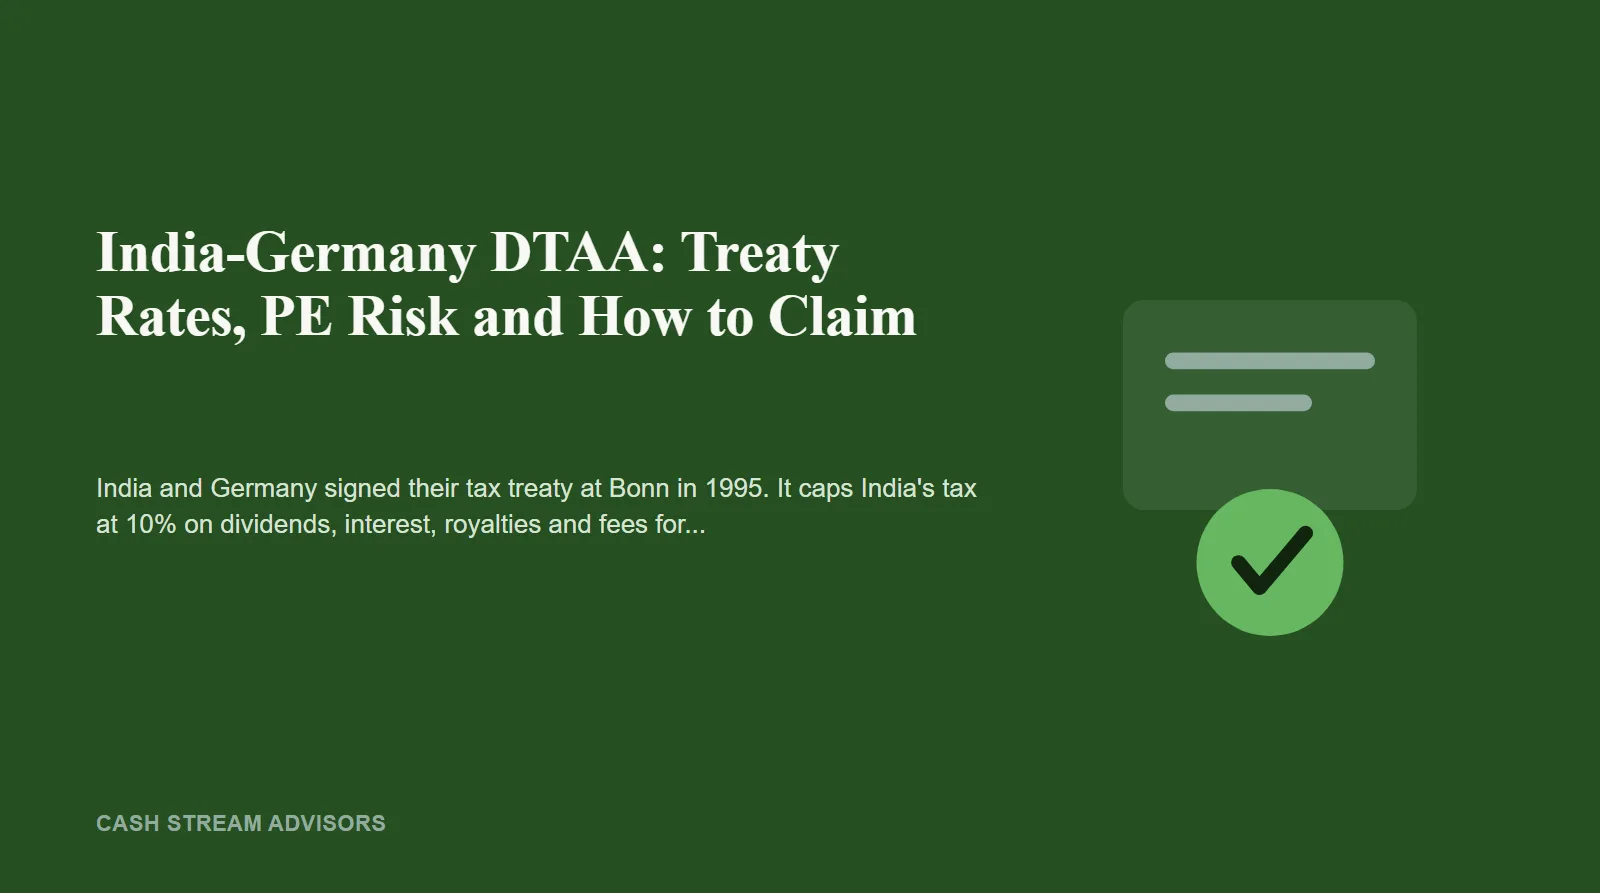 India-Germany DTAA: Treaty
Rates, PE Risk and How to Claim
India and Germany signed their tax treaty at Bonn in 1995. It caps India's tax
at 10% on dividends, interest, royalties and fees for...
CASH STREAM ADVISORS